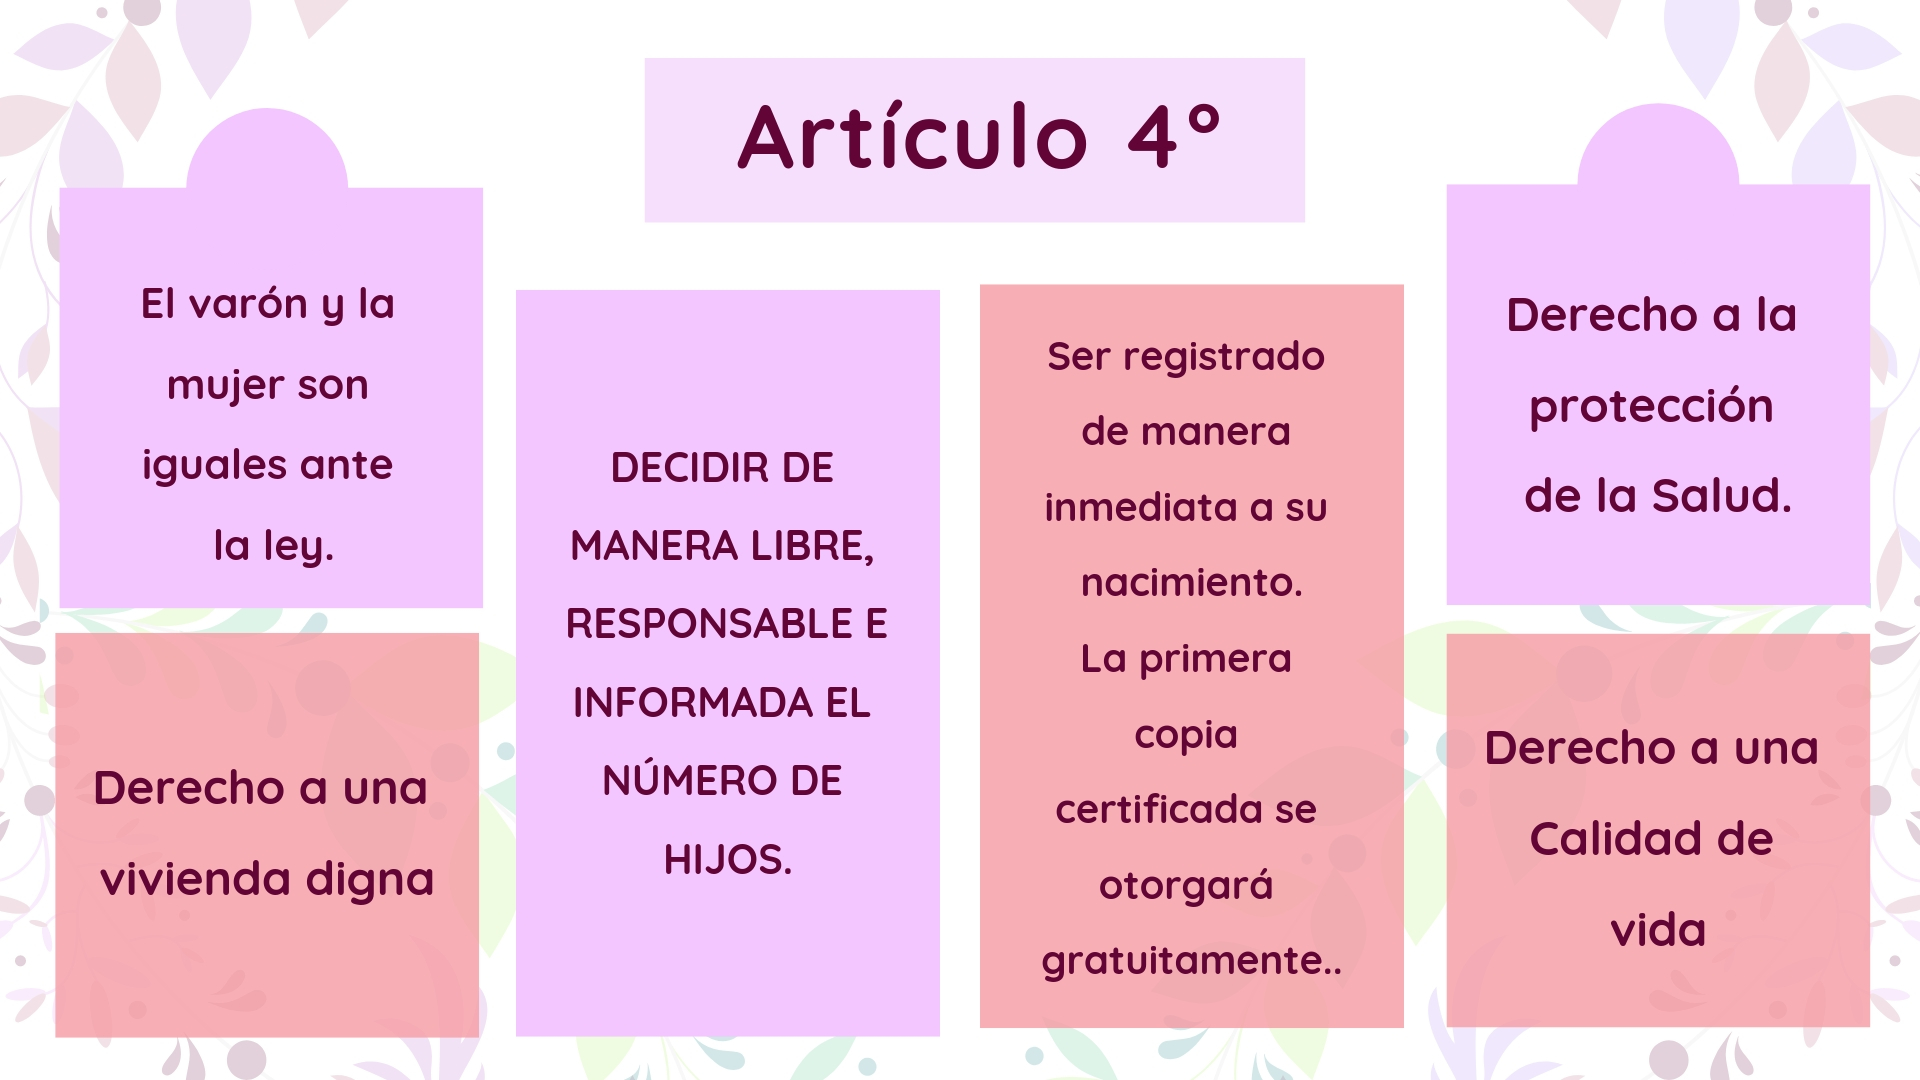 Artículo 4°
El varón y la
mujer son
iguales ante
la ley.
Derecho a una
vivienda digna
DECIDIR DE
MANERA LIBRE,
RESPONSABLE E
INFORMADA EL
NÚMERO DE
HIJOS.
Ser registrado
de manera
inmediata a su
nacimiento.
La primera
copia
certificada se
otorgará
gratuitamente..
Derecho a la
protección
de la Salud.
Derecho a una
Calidad de
vida